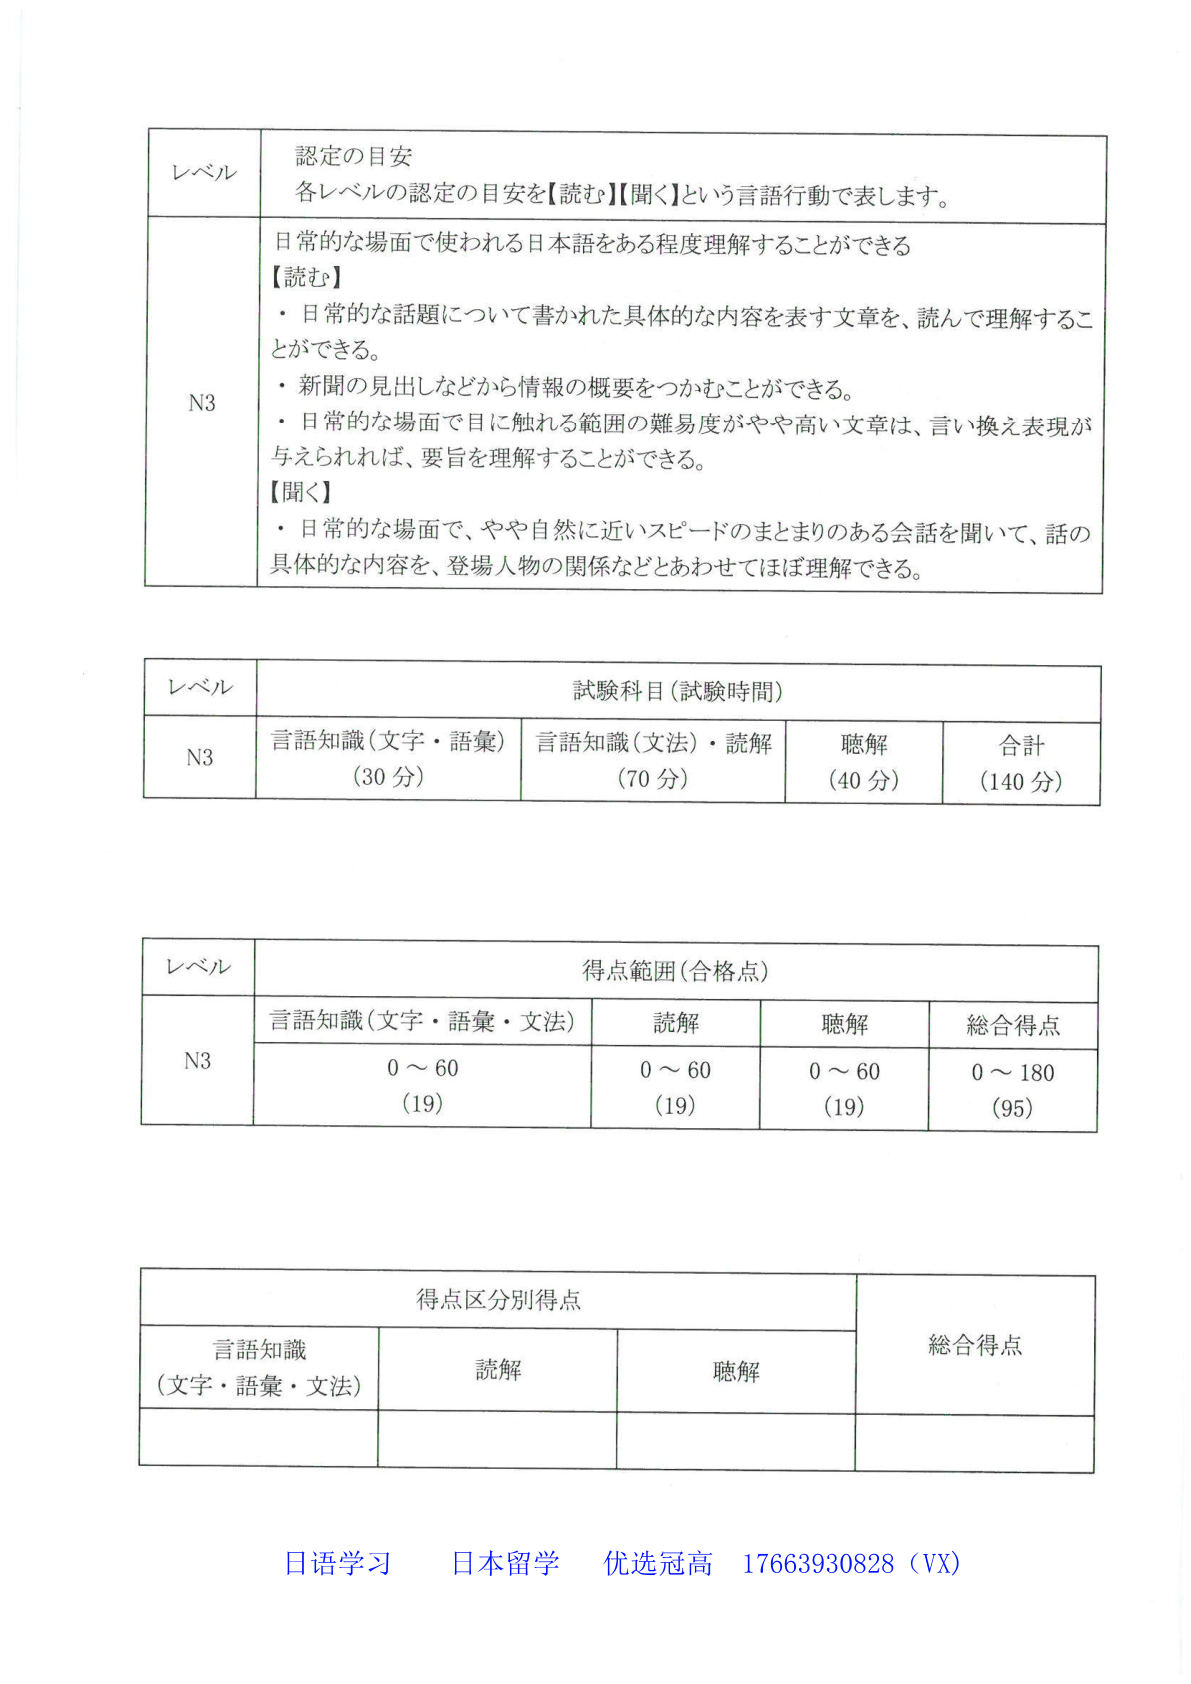 レベル
認定の目安
各レベルの認定の目安を【読む】【聞く】という言語行動で表します。
N3
日常的な場面で使われる日本語をある程度理解することができる
【読む】
・ 日常的な話題について書かれた具体的な内容を表す文章を、読んで理解するこ
とができる。
・ 新聞の見出しなどから情報の概要をつかむことができる。
・ 日常的な場面で目に触れる範囲の難易度がやや高い文章は、言い換え表現が
与えられれば、要旨を理解することができる。
【聞く】
・ 日常的な場面で、やや自然に近いスピードのまとまりのある会話を聞いて、話の
具体的な内容を、登場人物の関係などとあわせてほぼ理解できる。
レベル 試験科目(試験時間)
N3
言語知識(文字・語彙) 言語知識(文法)・読解 聴解 合計
(30 分) (70 分) (40 分) (140 分)
レベル 得点範囲(合格点)
N3
言語知識(文字・語彙・文法) 読解 聴解 総合得点
0 ～ 60 0 ～ 60 0 ～ 60 0 ～ 180
(19) (19) (19) (95)
得点区分別得点
総合得点
言語知識
(文字・語彙・文法)
読解 聴解
日语学习 日本留学 优选冠高 17663930828（VX)